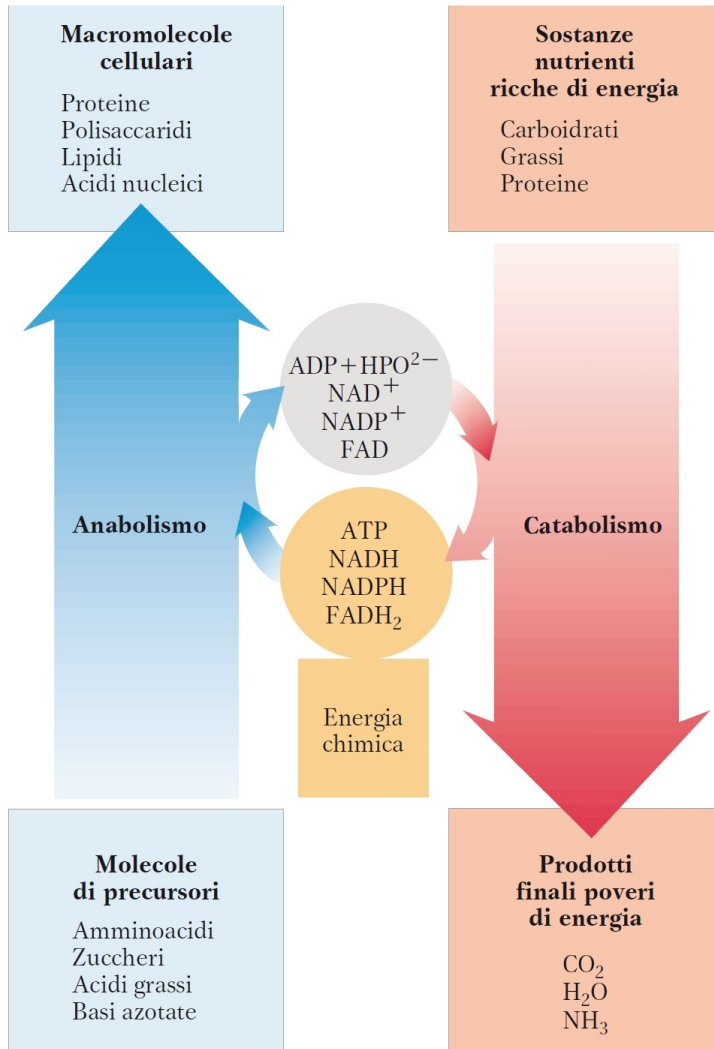 Macromolecole
cellulari
Proteine
Polisaccaridi
Lipidi
Acidi nucleici
Sostanze
nutrienti
ricche di energia
Carboidrati
Grassi
Proteine
ADP + HPO²⁻
NAD⁺
NADP⁺
FAD
Anabolismo
ATP
NADH
NADPH
FADH₂
Catabolismo
Energia
chimica
Molecole
di precursori
Amminoacidi
Zuccheri
Acidi grassi
Basi azotate
Prodotti
finali poveri
di energia
CO₂
H₂O
NH₃